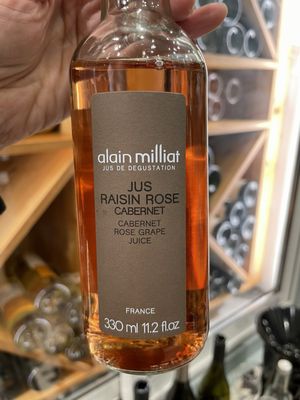 alain milliat
JUS DE DEGUSTATION
JUS
RAISIN ROSE
CABERNET
CABERNET
ROSE GRAPE
JUICE
FRANCE
330 ml 11.2 fl.oz